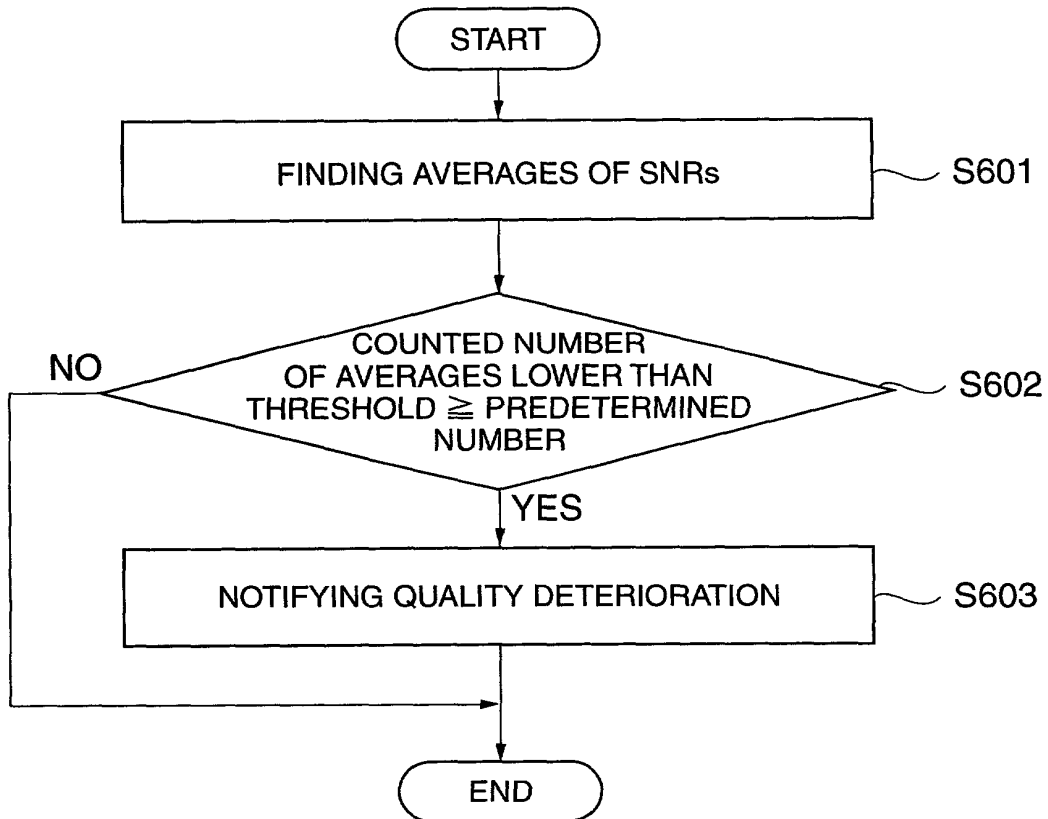 START
FINDING AVERAGES OF SNRs
S601
COUNTED NUMBER
OF AVERAGES LOWER THAN
THRESHOLD ≧ PREDETERMINED
NUMBER
NO
S602
YES
NOTIFYING QUALITY DETERIORATION
S603
END